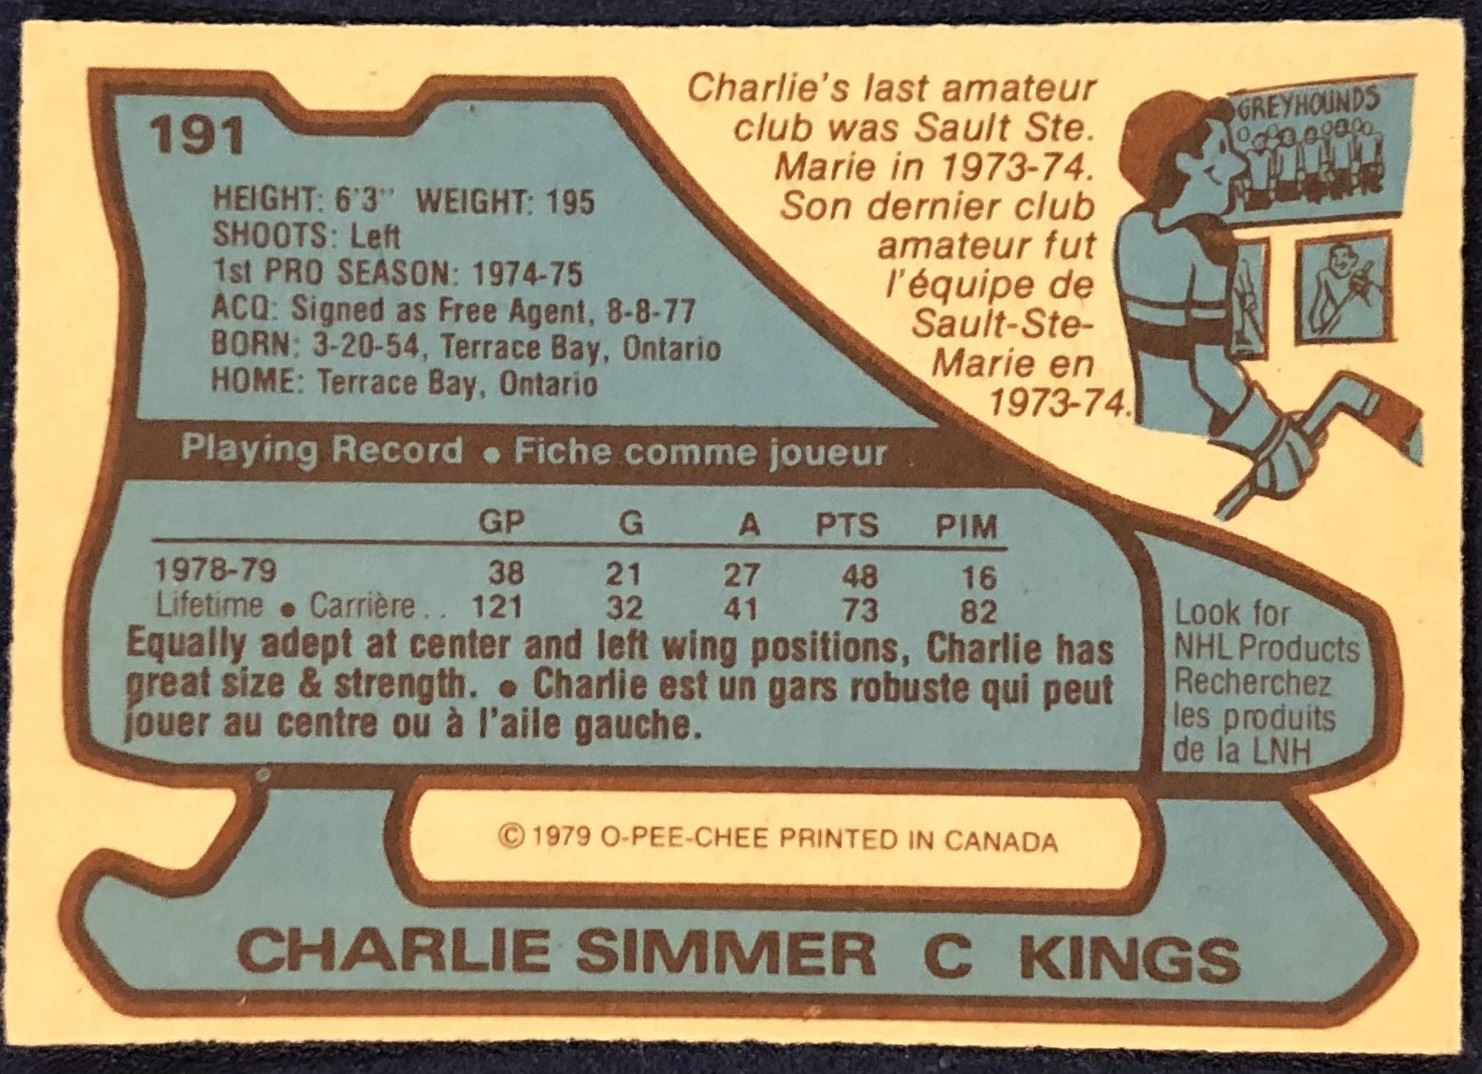 191
HEIGHT: 6'3" WEIGHT: 195
SHOOTS: Left
1st PRO SEASON: 1974-75
ACQ: Signed as Free Agent, 8-8-77
BORN: 3-20-54, Terrace Bay, Ontario
HOME: Terrace Bay, Ontario
Charlie's last amateur
club was Sault Ste.
Marie in 1973-74.
Son dernier club
amateur fut
l'équipe de
Sault-Ste-
Marie en
1973-74.
GREYHOUNDS
Playing Record • Fiche comme joueur
GP G A PTS PIM
1978-79 38 21 27 48 16
Lifetime • Carrière.. 121 32 41 73 82
Equally adept at center and left wing positions, Charlie has
great size & strength. • Charlie est un gars robuste qui peut
jouer au centre ou à l'aile gauche.
Look for
NHL Products
Recherchez
les produits
de la LNH
© 1979 O-PEE-CHEE PRINTED IN CANADA
CHARLIE SIMMER C KINGS